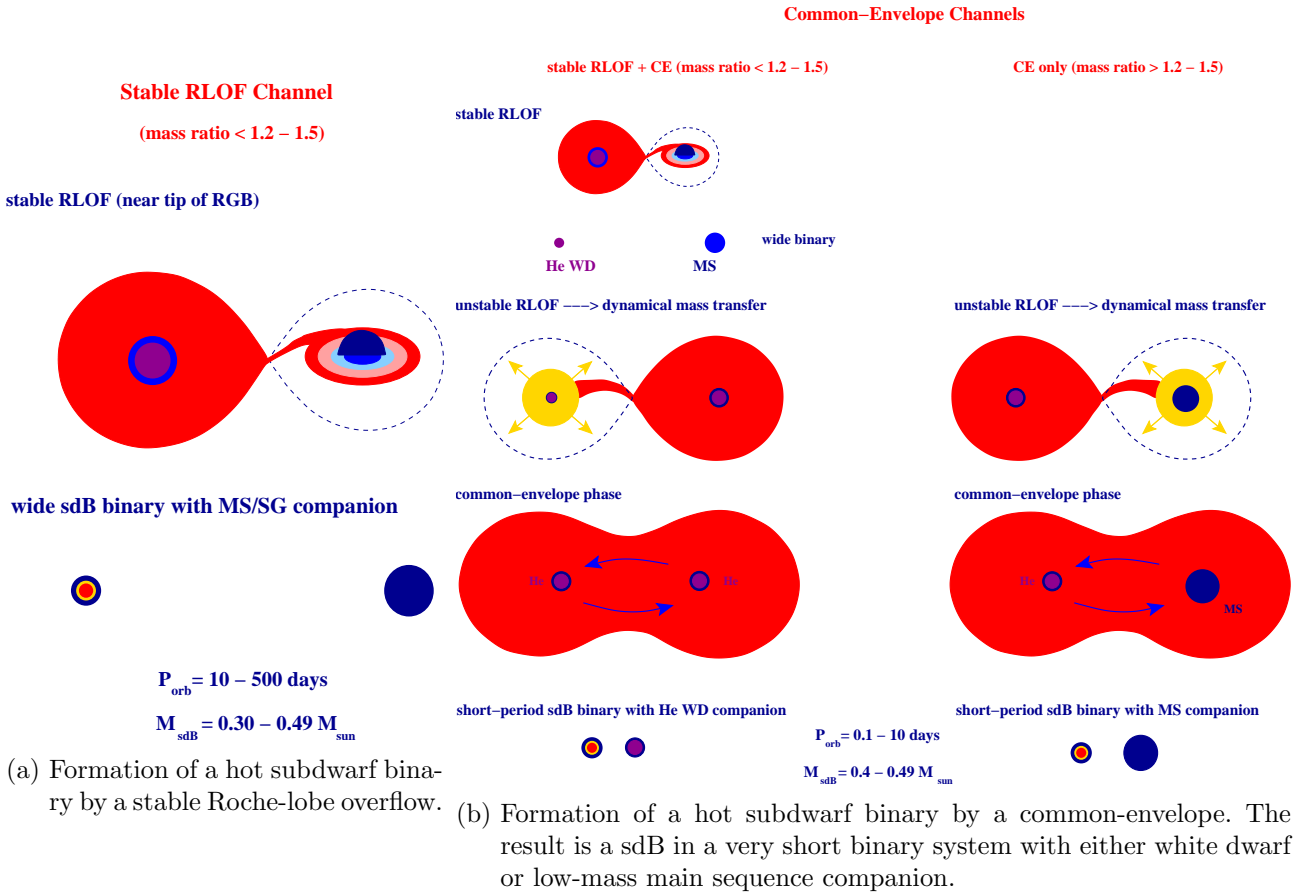 Common−Envelope Channels
stable RLOF + CE (mass ratio < 1.2 − 1.5)
CE only (mass ratio > 1.2 − 1.5)
Stable RLOF Channel
(mass ratio < 1.2 − 1.5)
stable RLOF (near tip of RGB)
wide sdB binary with MS/SG companion
P_orb = 10 − 500 days
M_sdB = 0.30 − 0.49 M_sun
(a) Formation of a hot subdwarf bina-
ry by a stable Roche-lobe overflow.
stable RLOF
wide binary
He WD
MS
unstable RLOF −−−> dynamical mass transfer
common−envelope phase
He
He
short−period sdB binary with He WD companion
unstable RLOF −−−> dynamical mass transfer
common−envelope phase
He
MS
short−period sdB binary with MS companion
P_orb = 0.1 − 10 days
M_sdB = 0.4 − 0.49 M_sun
(b) Formation of a hot subdwarf binary by a common-envelope. The
result is a sdB in a very short binary system with either white dwarf
or low-mass main sequence companion.